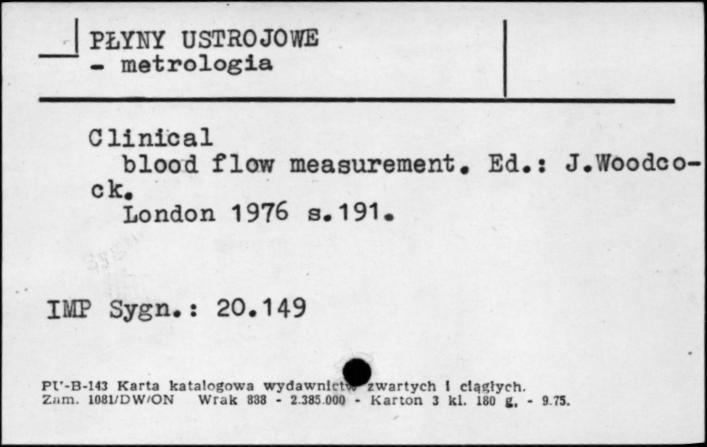 PŁYNY USTROJOWE
- metrologia
Clinical
blood flow measurement. Ed.: J.Woodco-
ck.
London 1976 s.191.
IMP Sygn.: 20.149
PU-B-143 Karta katalogowa wydawnictw zwartych i ciągłych.
Zam. 1081/DW/ON Wrak 838 - 2.385.000 - Karton 3 kl. 180 g. - 9.75.